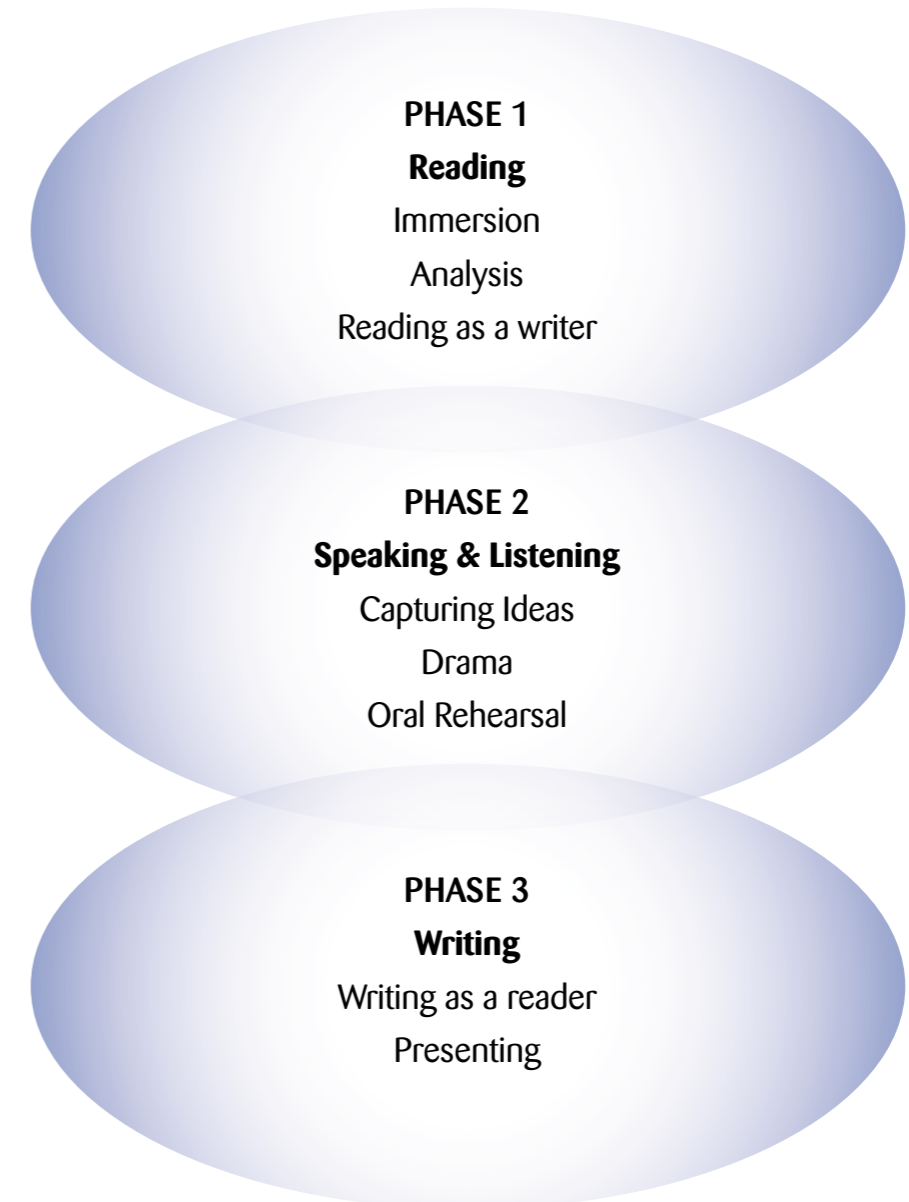 PHASE 1
Reading
Immersion
Analysis
Reading as a writer
PHASE 2
Speaking & Listening
Capturing Ideas
Drama
Oral Rehearsal
PHASE 3
Writing
Writing as a reader
Presenting